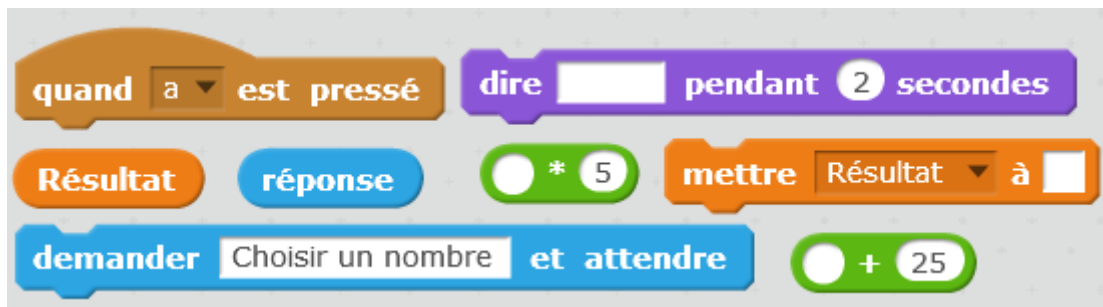 quand a est pressé dire pendant 2 secondes
Résultat réponse * 5 mettre Résultat à
demander Choisir un nombre et attendre + 25